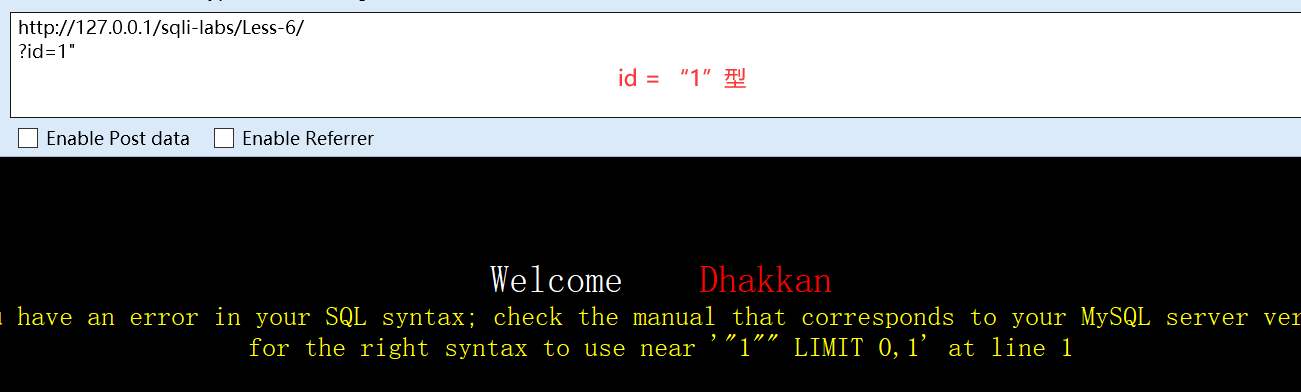 http://127.0.0.1/sqli-labs/Less-6/
?id=1"
id = “1”型
Enable Post data Enable Referrer
Welcome Dhakkan
have an error in your SQL syntax; check the manual that corresponds to your MySQL server ver
for the right syntax to use near '"1"" LIMIT 0,1' at line 1